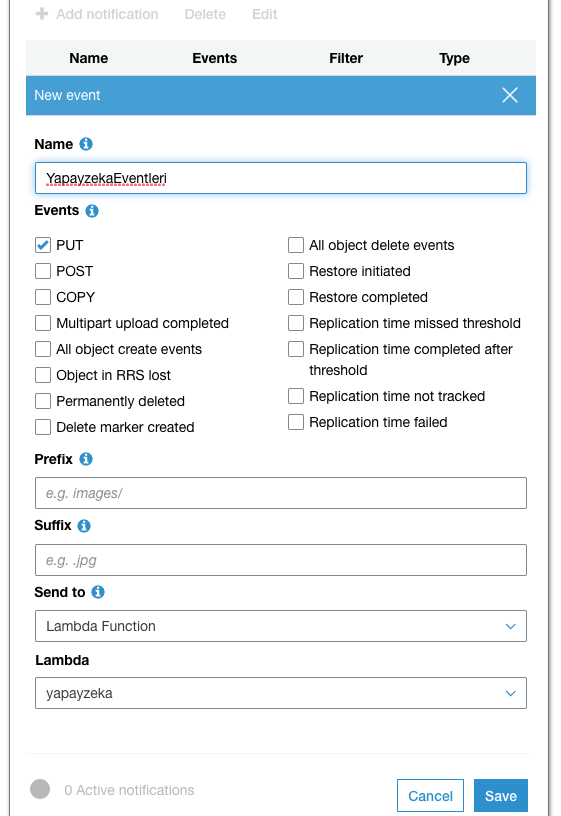 Add notification Delete Edit
Name Events Filter Type
New event
Name
YapayzekaEventleri
Events
PUT
POST
COPY
Multipart upload completed
All object create events
Object in RRS lost
Permanently deleted
Delete marker created
All object delete events
Restore initiated
Restore completed
Replication time missed threshold
Replication time completed after
threshold
Replication time not tracked
Replication time failed
Prefix
e.g. images/
Suffix
e.g. .jpg
Send to
Lambda Function
Lambda
yapayzeka
0 Active notifications
Cancel Save